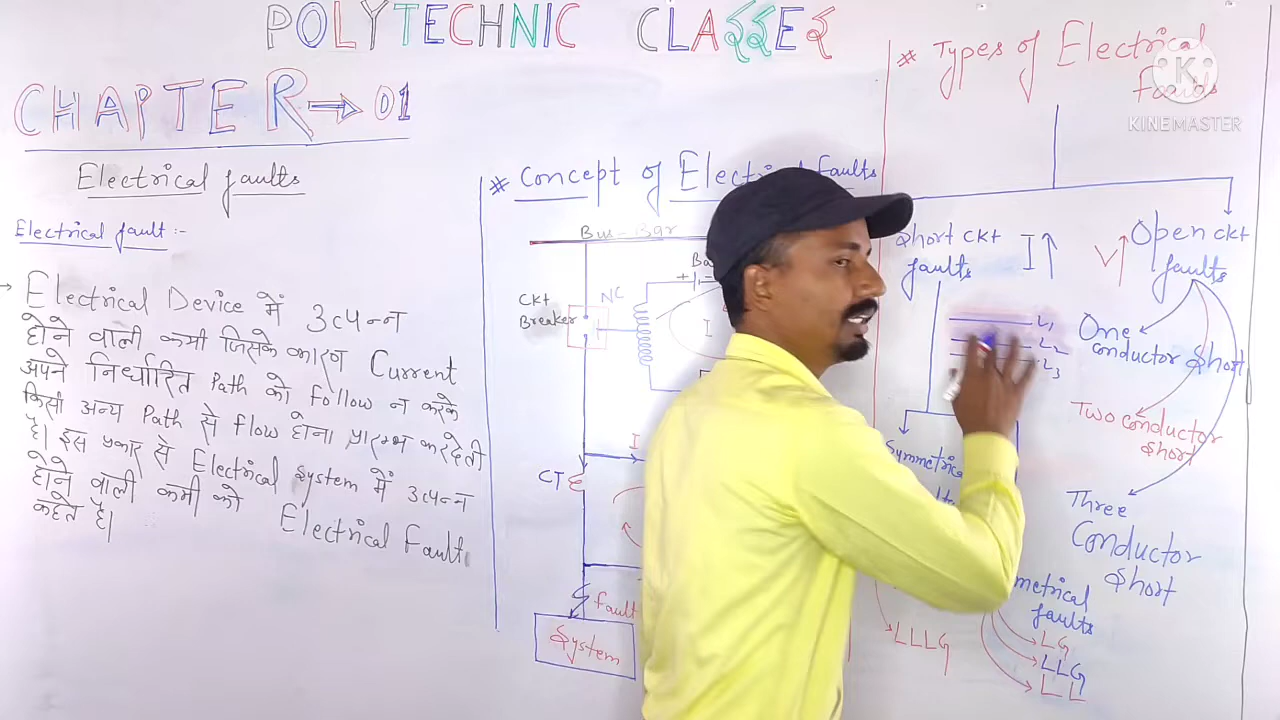 POLYTECHNIC CLASSES
CHAPTER → 01
Electrical faults
Electrical fault :-
→ Electrical Device में उत्पन्न
होने वाली कमी जिसके कारण Current
अपने निर्धारित Path को follow न करके
किसी अन्य Path से flow होना प्रारम्भ कर देती
है। इस प्रकार से Electrical System में उत्पन्न
होने वाली कमी को Electrical Fault
कहते है।
* Concept of Electrical Faults
Bus-Bar
Ckt
Breaker
NC
+
I
I
CT
fault
System
* Types of Electrical
KINEMASTER
Short CKt
faults
I ↑
V ↑
Open ckt
faults
L1
L2
L3
One
conductor Short
Two conductor
Short
Three
Conductor
Short
metrical
faults
LLLG
LG
LLG
LL